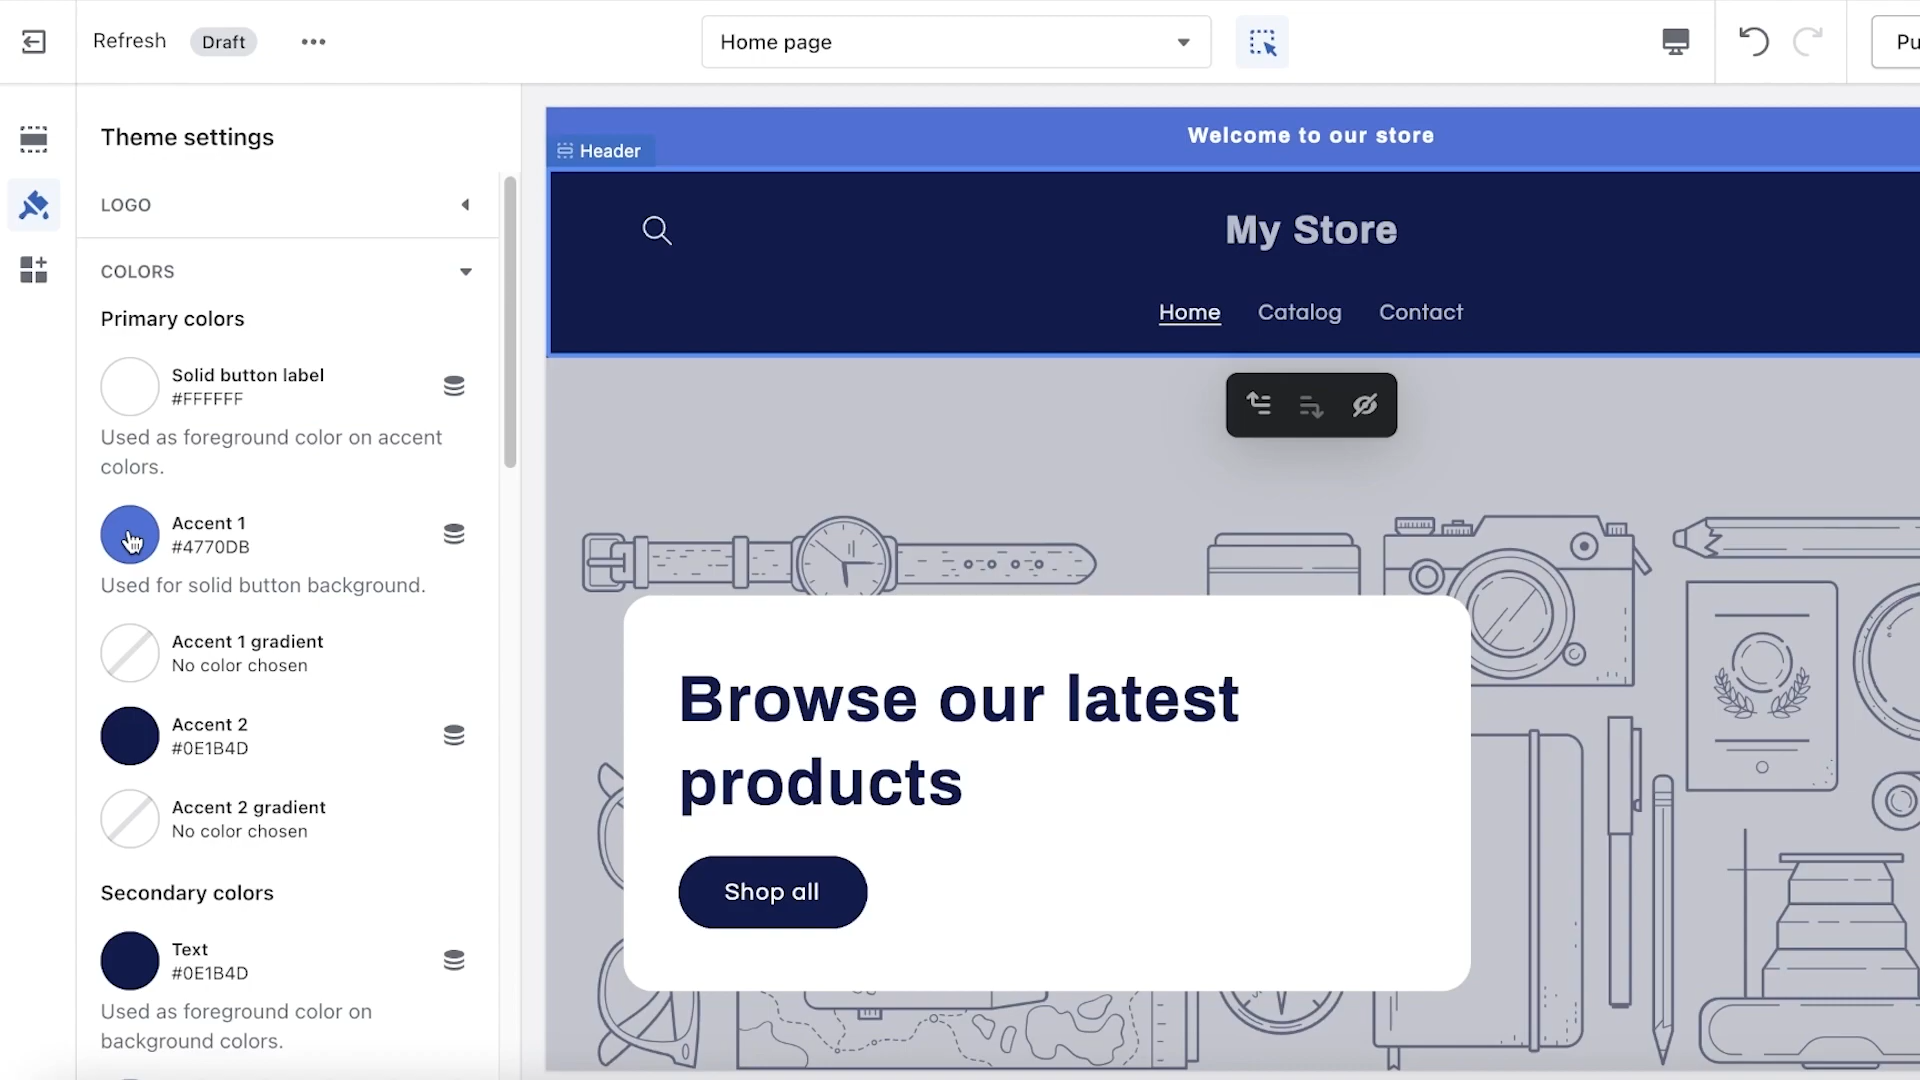 Refresh
Draft
Home page
Pu
Theme settings
LOGO
COLORS
Primary colors
Solid button label
#FFFFFF
Used as foreground color on accent
colors.
Accent 1
#4770DB
Used for solid button background.
Accent 1 gradient
No color chosen
Accent 2
#0E1B4D
Accent 2 gradient
No color chosen
Secondary colors
Text
#0E1B4D
Used as foreground color on
background colors.
Welcome to our store
Header
My Store
Home Catalog Contact
Browse our latest
products
Shop all